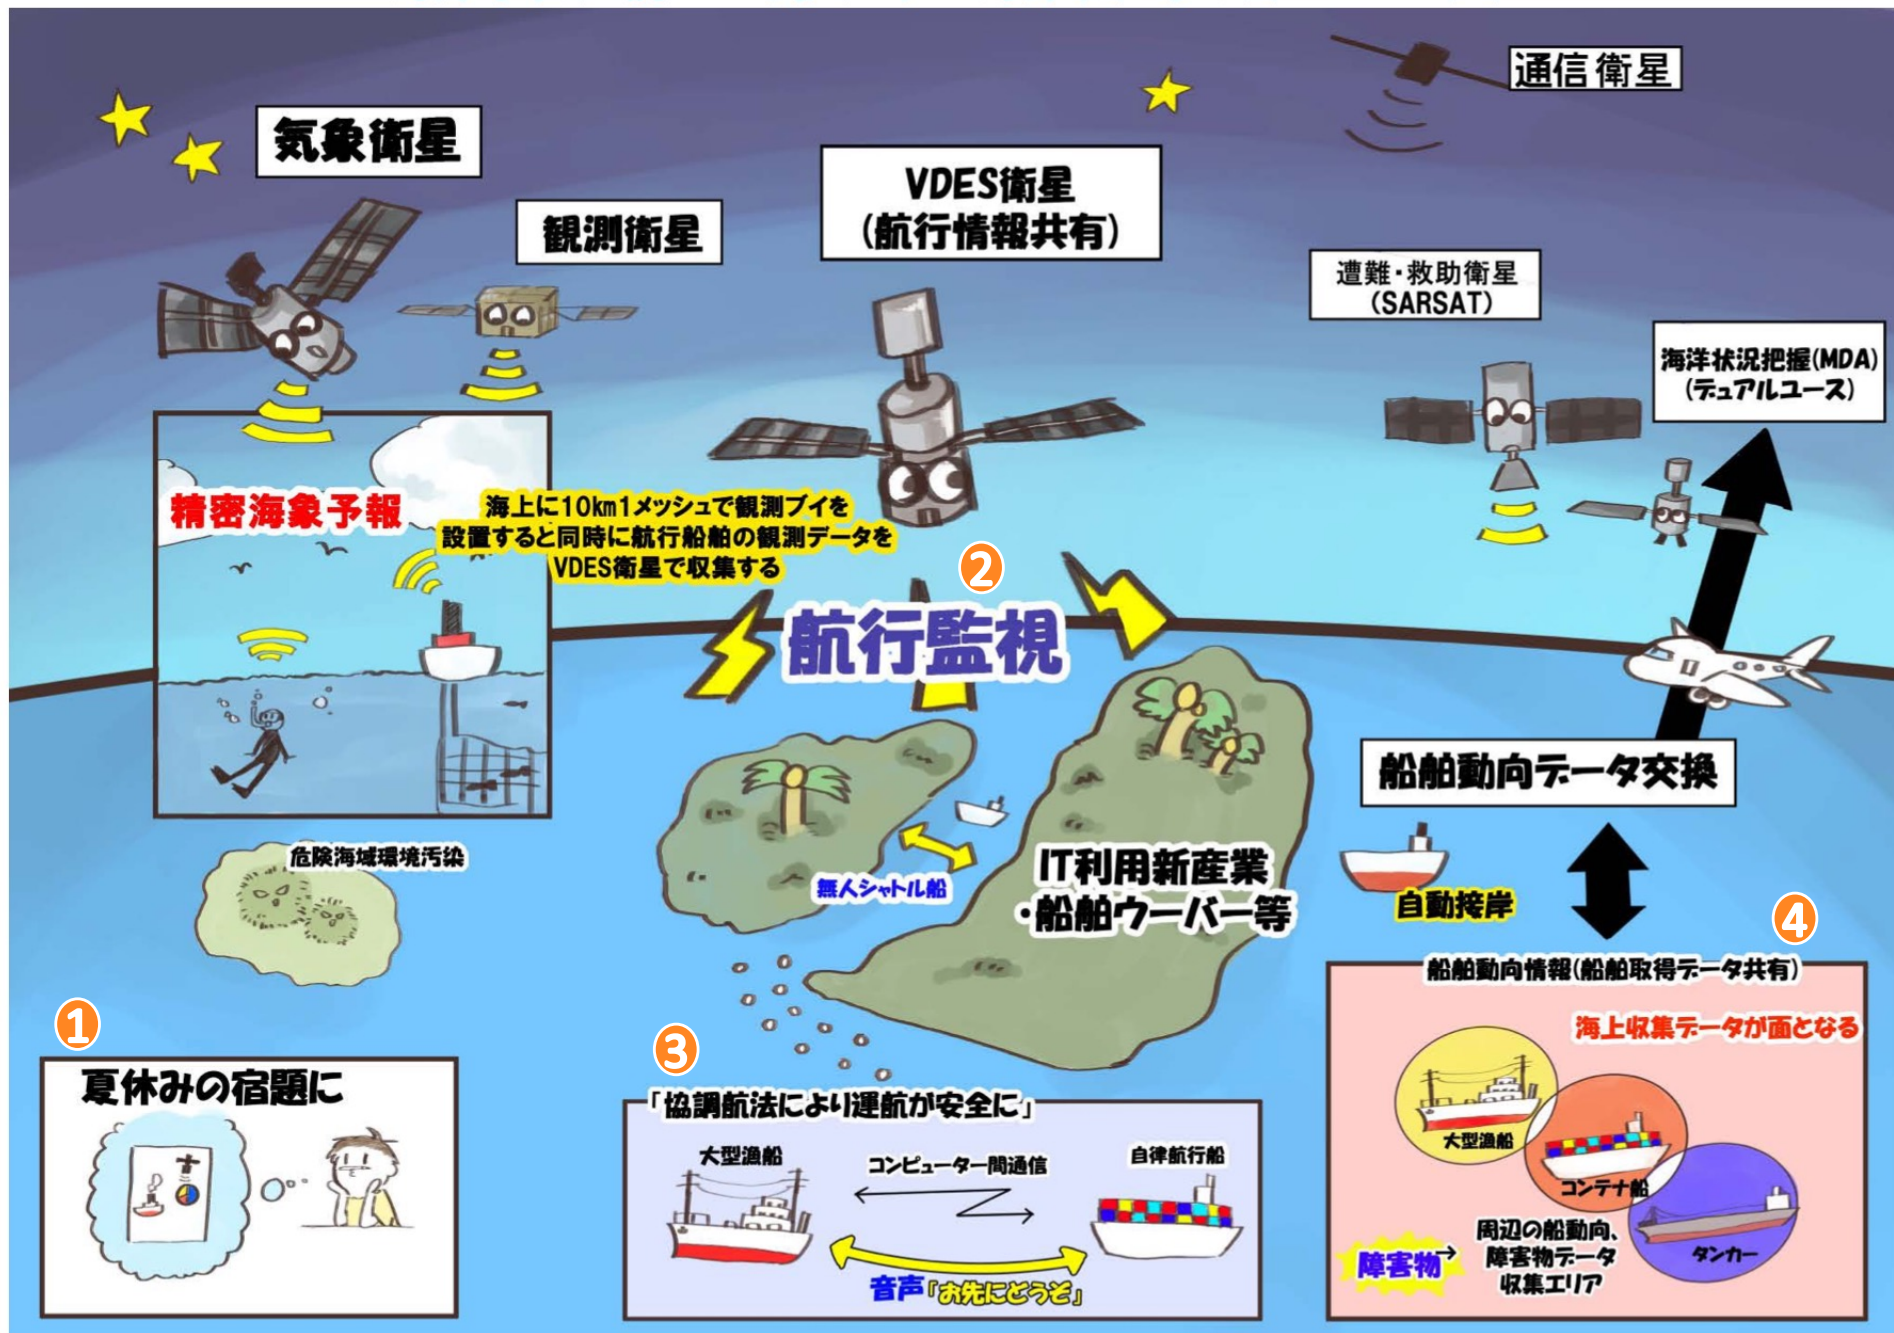 通信衛星
気象衛星
観測衛星
VDES衛星
(航行情報共有)
遭難・救助衛星
(SARSAT)
海洋状況把握(MDA)
(デュアルユース)
精密海象予報
海上に10km1メッシュで観測ブイを
設置すると同時に航行船舶の観測データを
VDES衛星で収集する
2
航行監視
船舶動向データ交換
危険海域環境汚染
無人シャトル船
IT利用新産業
・船舶ウーバー等
自動接岸
1
夏休みの宿題に
3
「協調航法により運航が安全に」
大型漁船
コンピューター間通信
自律航行船
音声「お先にどうぞ」
4
船舶動向情報(船舶取得データ共有)
海上収集データが面となる
大型漁船
コンテナ船
タンカー
障害物→
周辺の船動向、
障害物データ
収集エリア